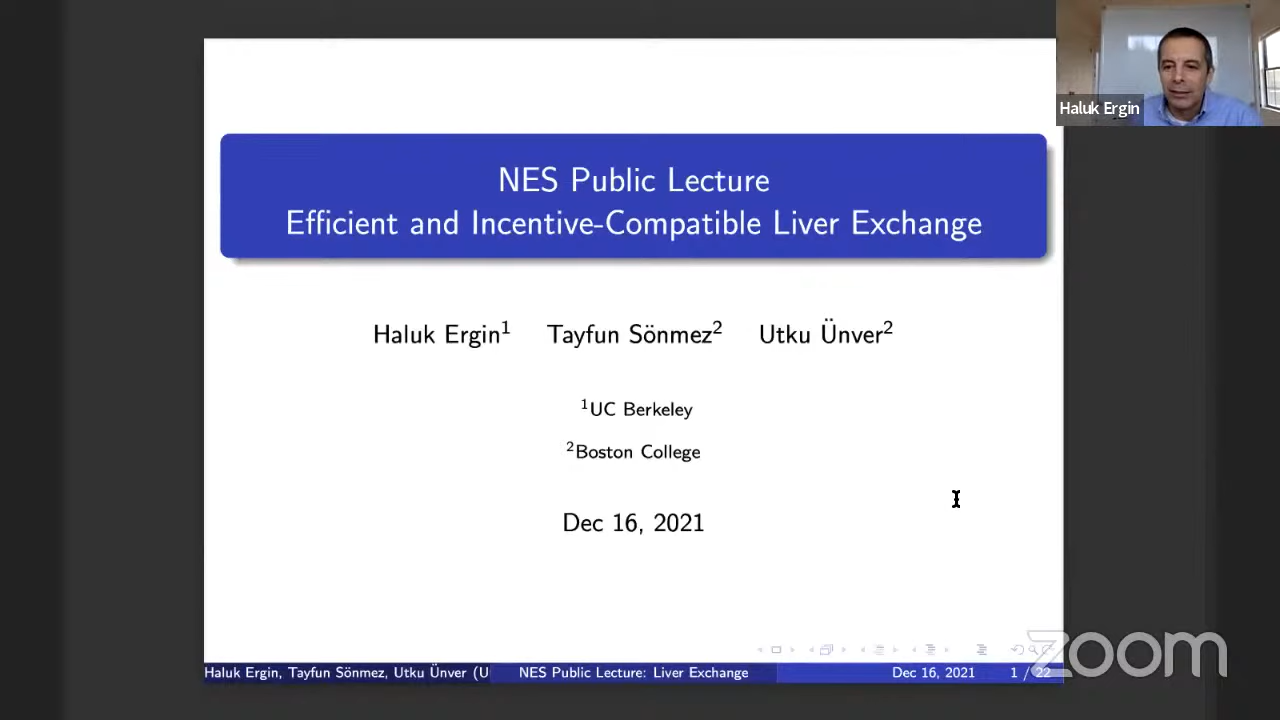 Haluk Ergin
NES Public Lecture
Efficient and Incentive-Compatible Liver Exchange
Haluk Ergin¹ Tayfun Sönmez² Utku Ünver²
¹UC Berkeley
²Boston College
Dec 16, 2021
zoom
Haluk Ergin, Tayfun Sönmez, Utku Ünver (U NES Public Lecture: Liver Exchange Dec 16, 2021 1 / 22